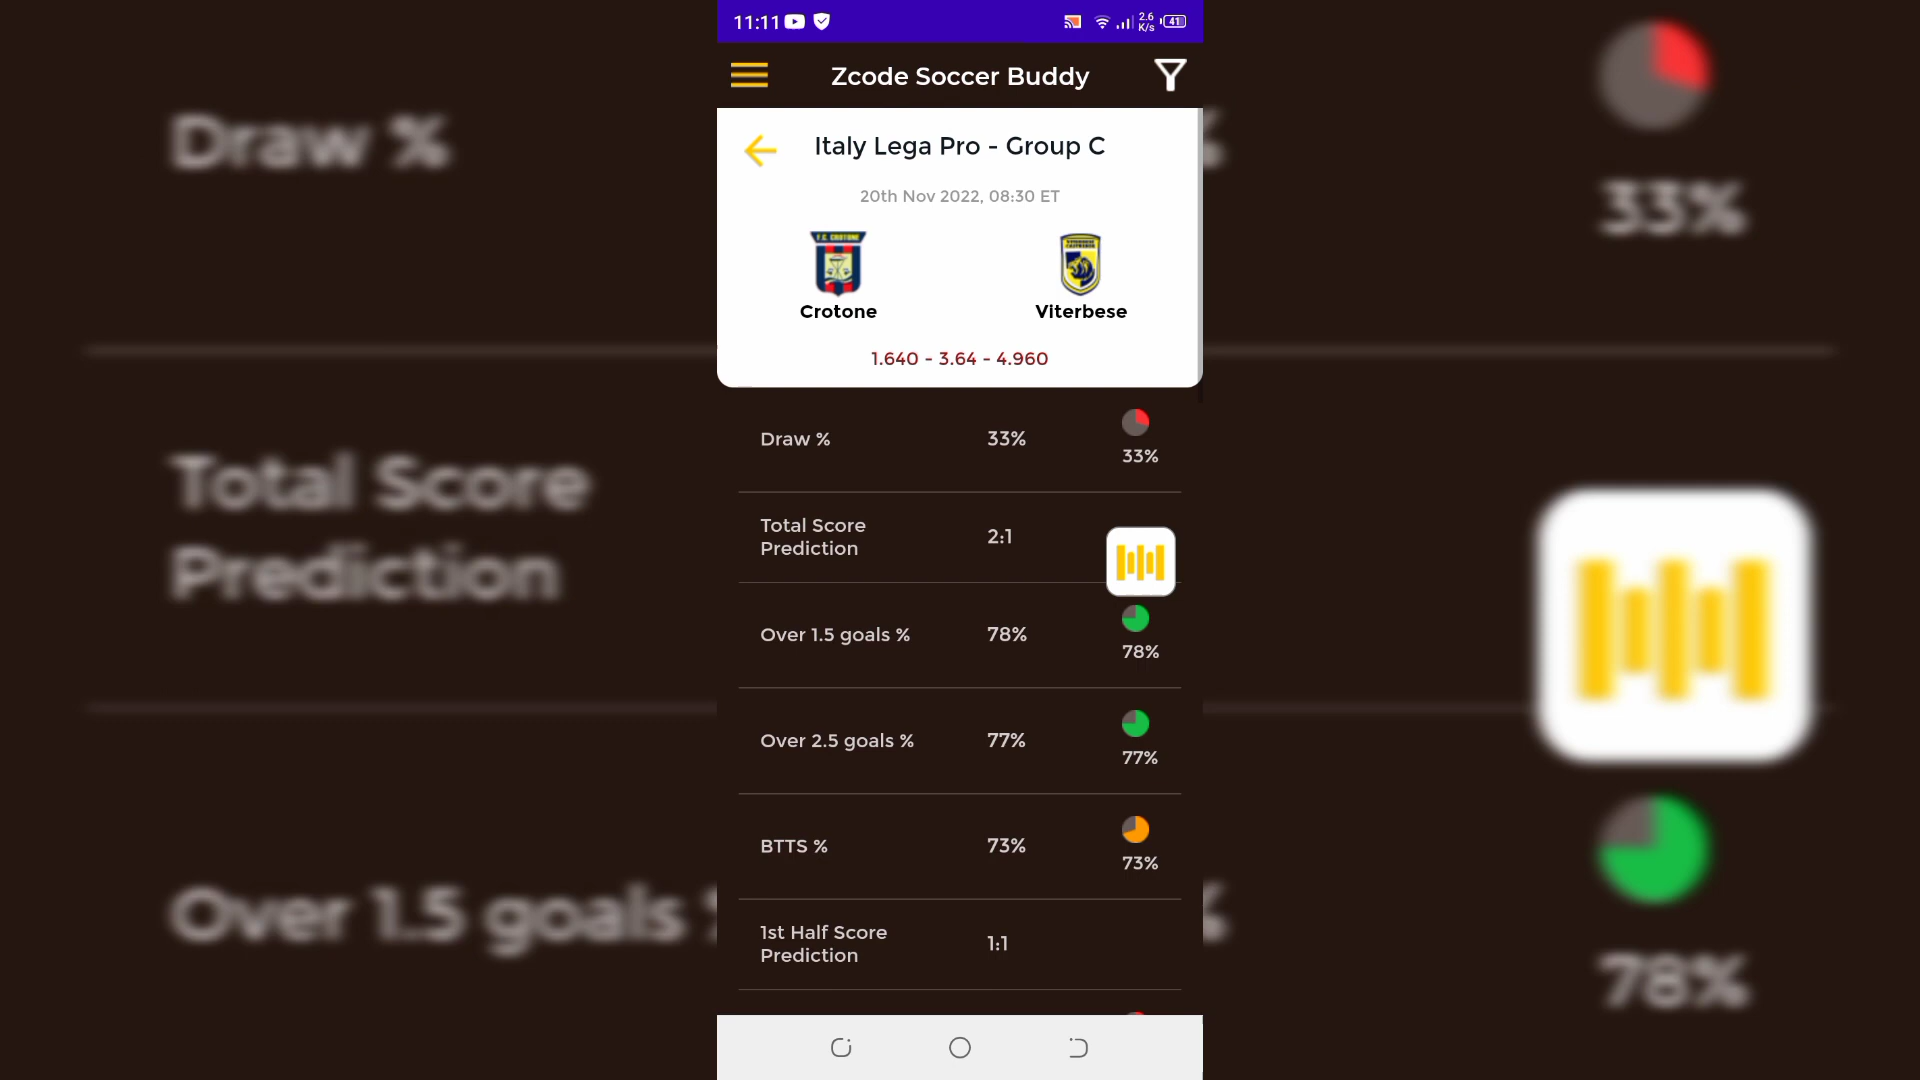 11:11
2.6
K/s
41
Zcode Soccer Buddy
Italy Lega Pro - Group C
20th Nov 2022, 08:30 ET
F.C. CROTONE
Crotone
Viterbese
1.640 - 3.64 - 4.960
Draw %
33%
33%
Total Score
Prediction
2:1
Over 1.5 goals %
78%
78%
Over 2.5 goals %
77%
77%
BTTS %
73%
73%
1st Half Score
Prediction
1:1
Draw %
33%
Total Score
Prediction
Over 1.5 goals
78%